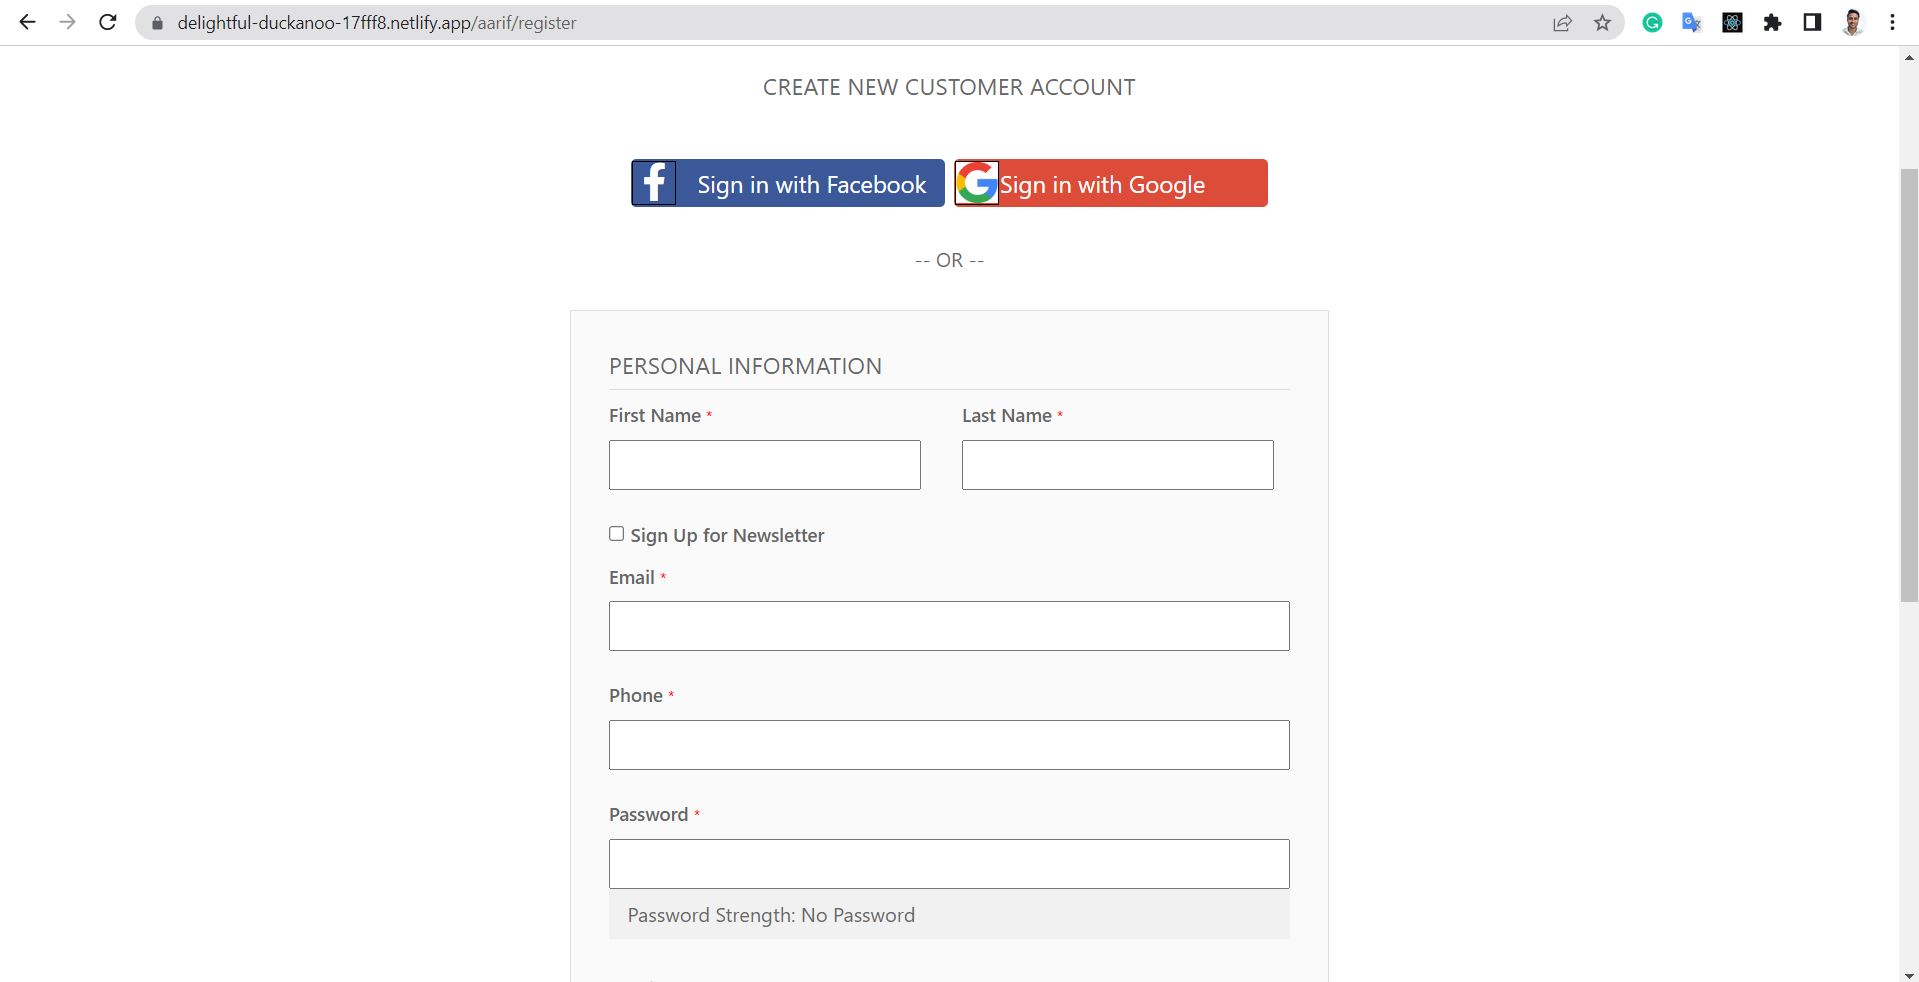 delightful-duckanoo-17fff8.netlify.app/aarif/register
CREATE NEW CUSTOMER ACCOUNT
Sign in with Facebook Sign in with Google
-- OR --
PERSONAL INFORMATION
First Name * Last Name *
Sign Up for Newsletter
Email *
Phone *
Password *
Password Strength: No Password